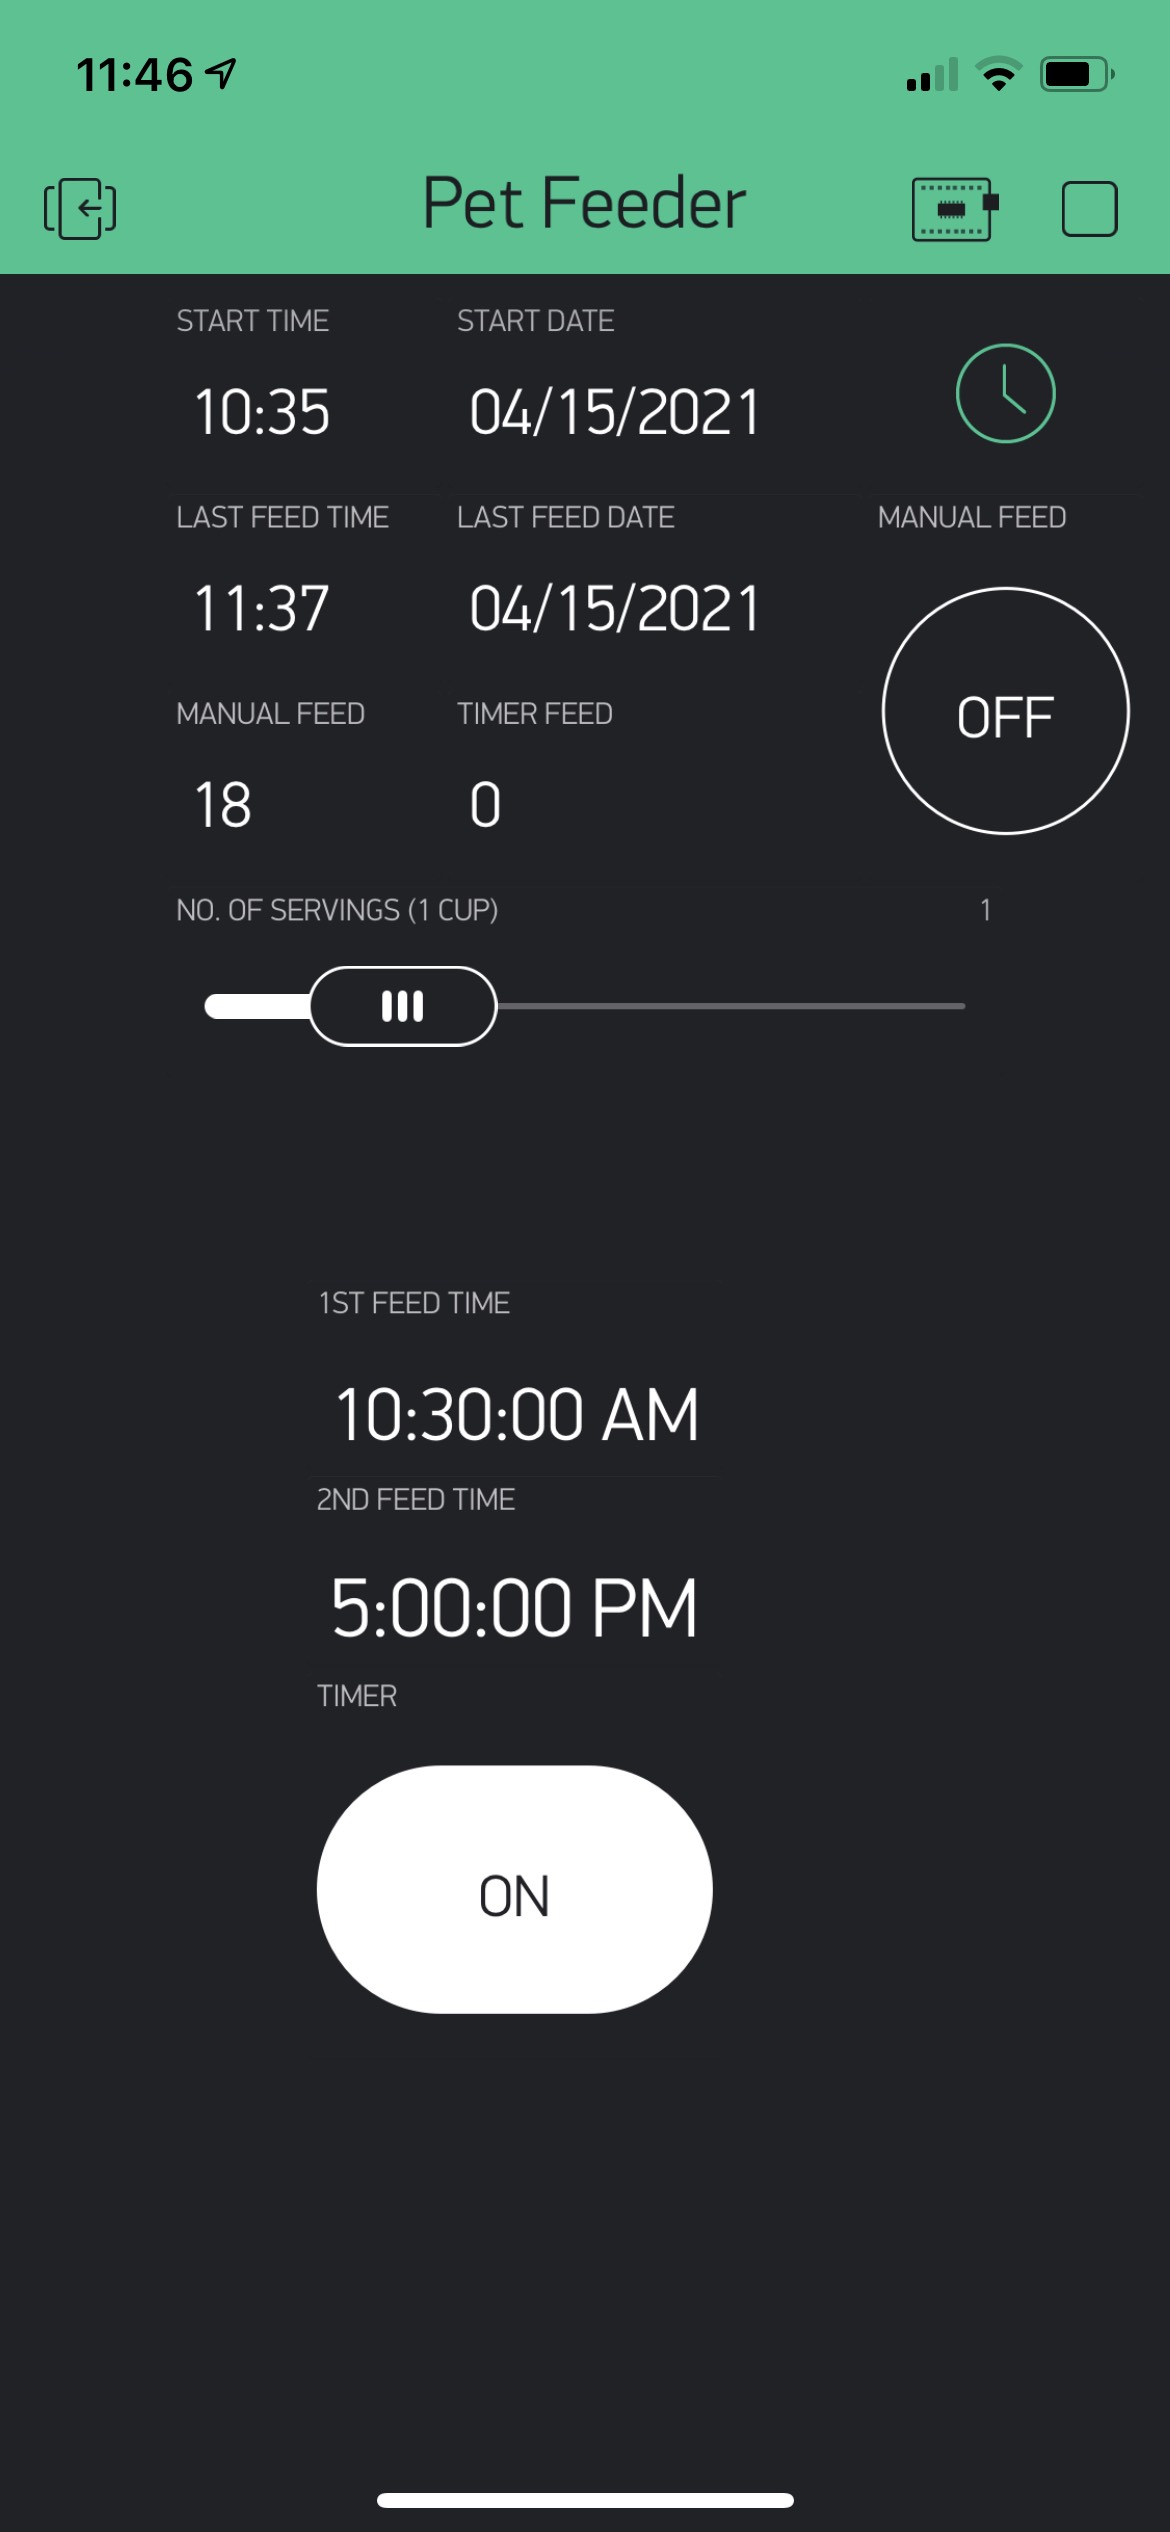 11:46
Pet Feeder
START TIME START DATE
10:35 04/15/2021
LAST FEED TIME LAST FEED DATE MANUAL FEED
11:37 04/15/2021
OFF
MANUAL FEED TIMER FEED
18 0
NO. OF SERVINGS (1 CUP) 1
1ST FEED TIME
10:30:00 AM
2ND FEED TIME
5:00:00 PM
TIMER
ON